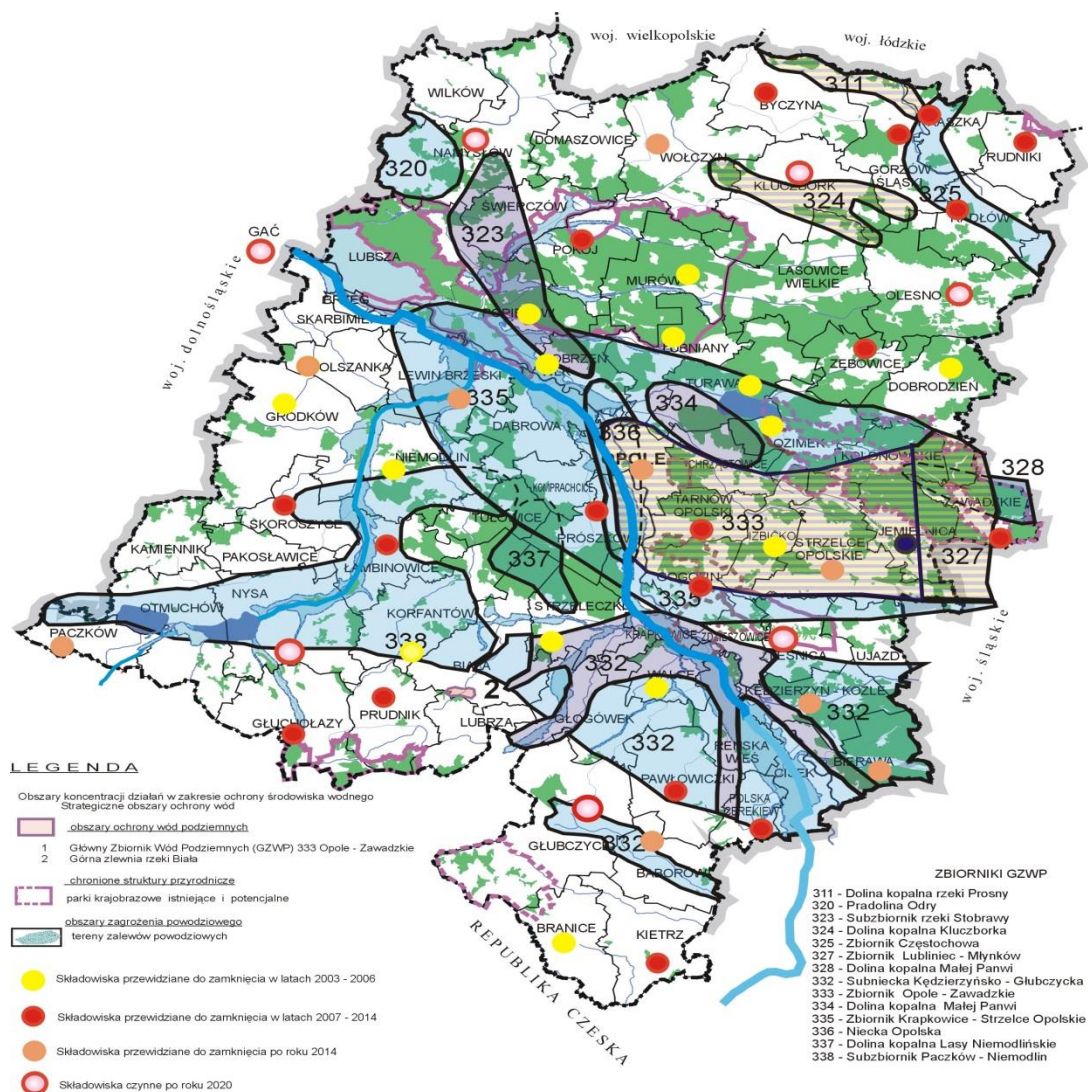 woj. wielkopolskie
woj. łódzkie
311
WILKÓW
BYCZYNA
DOMASZOWICE
RUDNIKI
NAMYSŁÓW
WOŁCZYN
320
KLUCZBORK
GORZÓW
ŚLĄSKI
324
325
ŚWIERCZÓW
323
GAĆ
POKÓJ
LUBSZA
MURÓW
LASOWICE
WIELKIE
OLESNO
woj. dolnośląskie
BRZEG
SKARBIMIERZ
ŁUBNIANY
ZĘBOWICE
OLSZANKA
LEWIN BRZESKI
DOBRODZIEŃ
TURAWA
335
334
GRODKÓW
DĄBROWA
336
OZIMEK
KOLONOWSKIE
NIEMODLIN
CHRZĄSTOWICE
328
KOMPRACHCICE
TARNÓW
OPOLSKI
ZAWADZKIE
SKOROSZYCE
TUŁOWICE
333
JEMIELNICA
327
PRÓSZKÓW
IZBICKO
STRZELCE
OPOLSKIE
KAMIENNIK
PAKOSŁAWICE
ŁAMBINOWICE
337
GOGOLIN
335
NYSA
STRZELECZKI
OTMUCHÓW
KORFANTÓW
woj. śląskie
PACZKÓW
338
KRAPKOWICE
ZDZIESZOWICE
LEŚNICA
UJAZD
BIAŁA
332
WALCE
2
KĘDZIERZYN - KOŹLE
PRUDNIK
LUBRZA
GŁOGÓWEK
332
GŁUCHOŁAZY
332
REŃSKA
WIEŚ
BIERAWA
PAWŁOWICZKI
CISEK
POLSKA
CEREKIEW
GŁUBCZYCE
332
BABORÓW
BRANICE
KIETRZ
REPUBLIKA CZESKA
LEGENDA
Obszary koncentracji działań w zakresie ochrony środowiska wodnego
Strategiczne obszary ochrony wód
obszary ochrony wód podziemnych
1 Główny Zbiornik Wód Podziemnych (GZWP) 333 Opole - Zawadzkie
2 Górna zlewnia rzeki Biała
chronione struktury przyrodnicze
parki krajobrazowe istniejące i potencjalne
obszary zagrożenia powodziowego
tereny zalewów powodziowych
Składowiska przewidziane do zamknięcia w latach 2003 - 2006
Składowiska przewidziane do zamknięcia w latach 2007 - 2014
Składowiska przewidziane do zamknięcia po roku 2014
Składowiska czynne po roku 2020
ZBIORNIKI GZWP
311 - Dolina kopalna rzeki Prosny
320 - Pradolina Odry
323 - Subzbiornik rzeki Stobrawy
324 - Dolina kopalna Kluczborka
325 - Zbiornik Częstochowa
327 - Zbiornik Lubliniec - Młynków
328 - Dolina kopalna Małej Panwi
332 - Subniecka Kędzierzyńsko - Głubczycka
333 - Zbiornik Opole - Zawadzkie
334 - Dolina kopalna Małej Panwi
335 - Zbiornik Krapkowice - Strzelce Opolskie
336 - Niecka Opolska
337 - Dolina kopalna Lasy Niemodlińskie
338 - Subzbiornik Paczków - Niemodlin